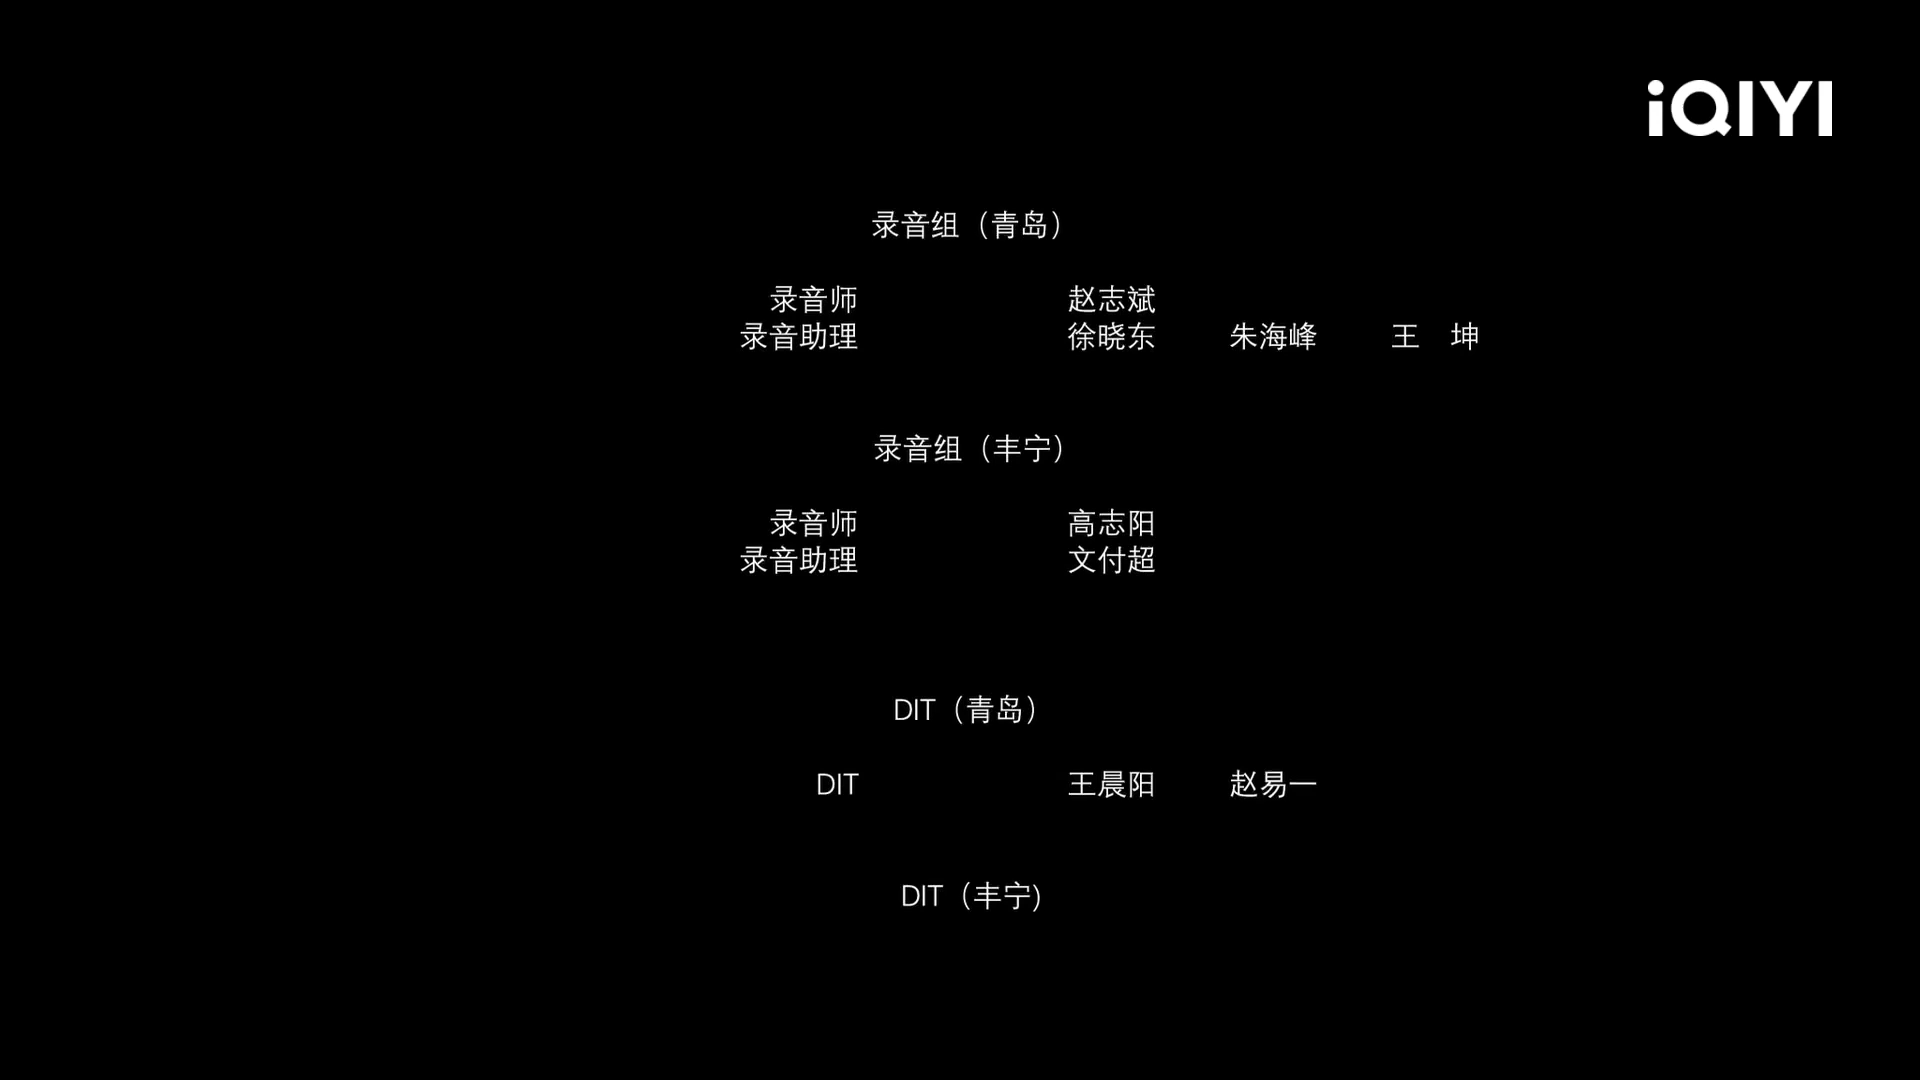 iQIYI
录音组（青岛）
录音师 赵志斌
录音助理 徐晓东 朱海峰 王 坤
录音组（丰宁）
录音师 高志阳
录音助理 文付超
DIT（青岛）
DIT 王晨阳 赵易一
DIT（丰宁)